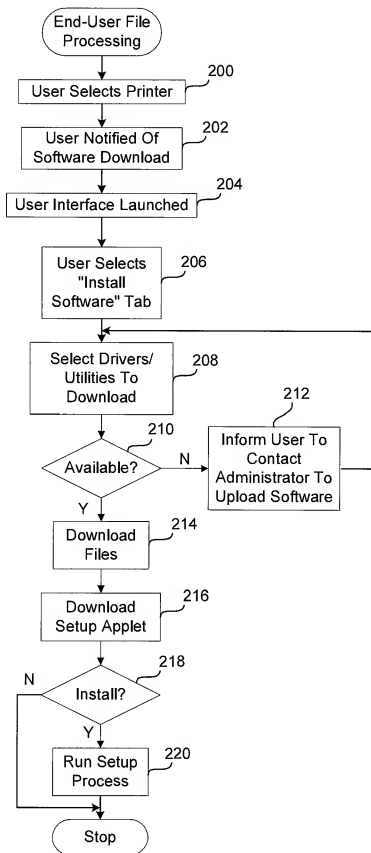 End-User File
Processing
200
User Selects Printer
202
User Notified Of
Software Download
204
User Interface Launched
206
User Selects
"Install
Software" Tab
208
Select Drivers/
Utilities To
Download
210
Available?
N
Y
212
Inform User To
Contact
Administrator To
Upload Software
214
Download
Files
216
Download
Setup Applet
218
N
Install?
Y
220
Run Setup
Process
Stop